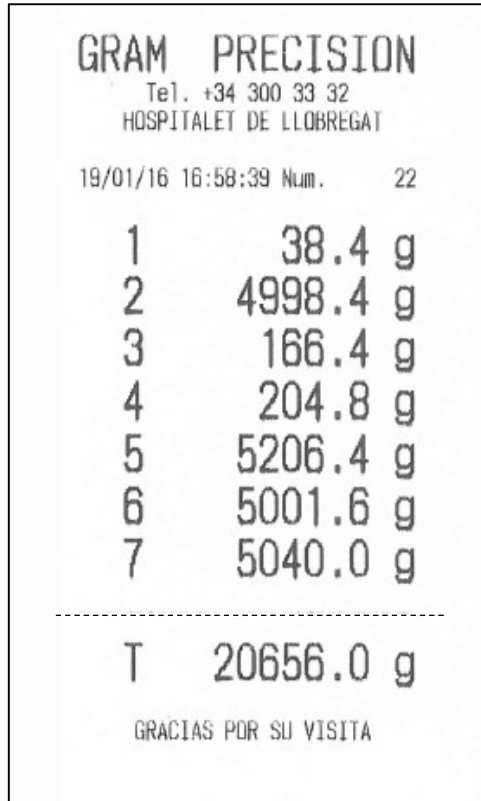 GRAM PRECISION
Tel. +34 300 33 32
HOSPITALET DE LLOBREGAT
19/01/16 16:58:39 Num. 22
1 38.4 g
2 4998.4 g
3 166.4 g
4 204.8 g
5 5206.4 g
6 5001.6 g
7 5040.0 g
T 20656.0 g
GRACIAS POR SU VISITA